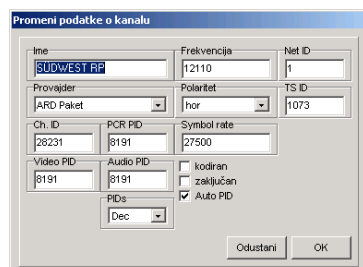 Promeni podatke o kanalu
Ime Frekvencija Net ID
SÜDWEST RP 12110 1
Provajder Polaritet TS ID
ARD Paket hor 1073
Ch. ID PCR PID Symbol rate
28231 8191 27500
Video PID Audio PID
8191 8191
kodiran
zaključan
Auto PID
PIDs
Dec
Odustani OK